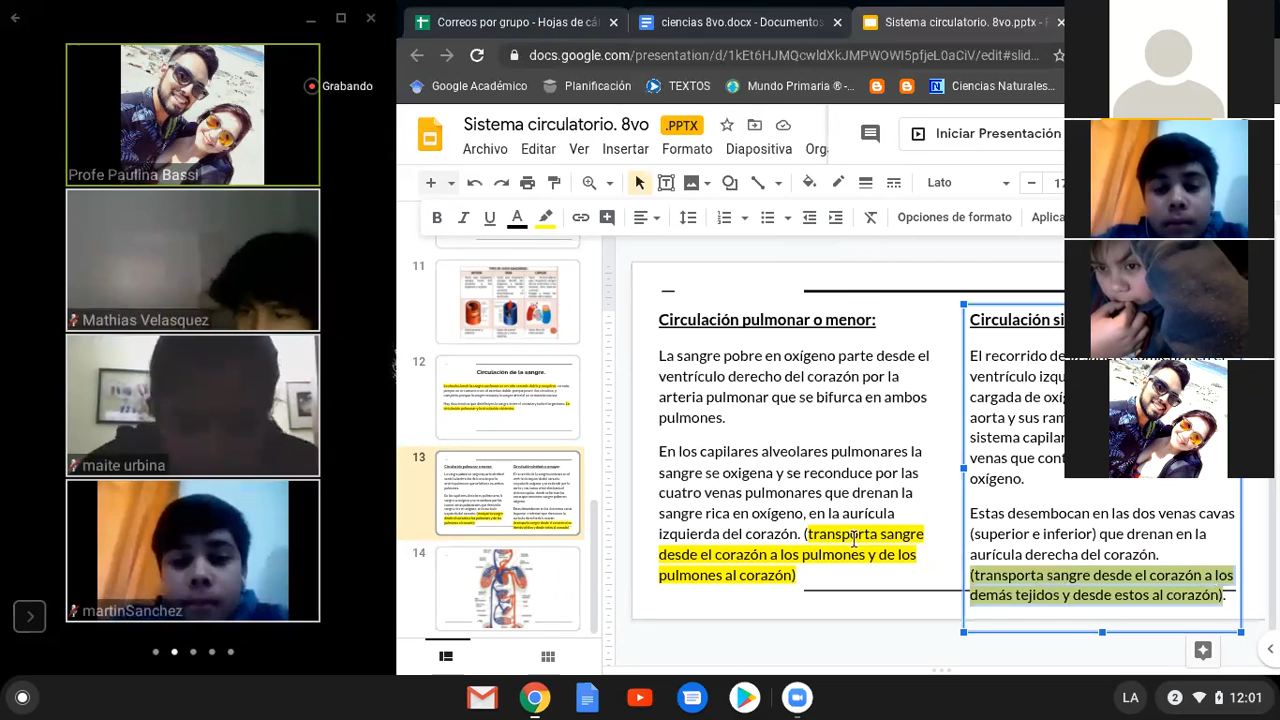 Grabando
Profe Paulina Bassi
Mathias Velasquez
maite urbina
martinSanchez
Correos por grupo - Hojas de cá
ciencias 8vo.docx - Documentos
Sistema circulatorio. 8vo.pptx -
Google Académico
Planificación
Mundo Primaria ® -...
Ciencias Naturales...
Sistema circulatorio. 8vo
.PPTX
Iniciar Presentación
Archivo Editar Ver Insertar Formato Diapositiva Org
Lato
17
Opciones de formato
Aplica
11
12
Circulación de la sangre.
13
14
Circulación pulmonar o menor:
La sangre pobre en oxígeno parte desde el
ventrículo derecho del corazón por la
arteria pulmonar que se bifurca en ambos
pulmones.
En los capilares alveolares pulmonares la
sangre se oxigena y se reconduce por las
cuatro venas pulmonares que drenan la
sangre rica en oxígeno, en la aurícula
izquierda del corazón. (transporta sangre
desde el corazón a los pulmones y de los
pulmones al corazón)
Circulación si
El recorrido de
ventrículo izqu
cargada de oxí
aorta y sus ram
sistema capilar
venas que cont
oxígeno.
Estas desembocan en las dos venas cavas
(superior e inferior) que drenan en la
aurícula derecha del corazón.
(transporta sangre desde el corazón a los
demás tejidos y desde estos al corazón).
LA
2
12:01